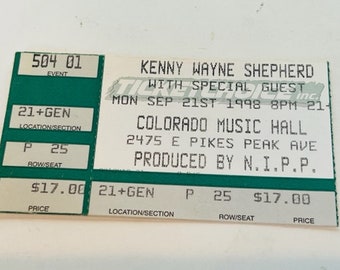 504 01
EVENT
21+GEN
LOCATION/SECTION
P 25
ROW/SEAT
$17.00
PRICE
KENNY WAYNE SHEPHERD
TICKETCHOICE inc.
WITH SPECIAL GUEST
MON SEP 21ST 1998 8PM 21+
COLORADO MUSIC HALL
2475 E PIKES PEAK AVE
PRODUCED BY N.I.P.P.
21+GEN P 25 $17.00
LOCATION/SECTION ROW/SEAT PRICE